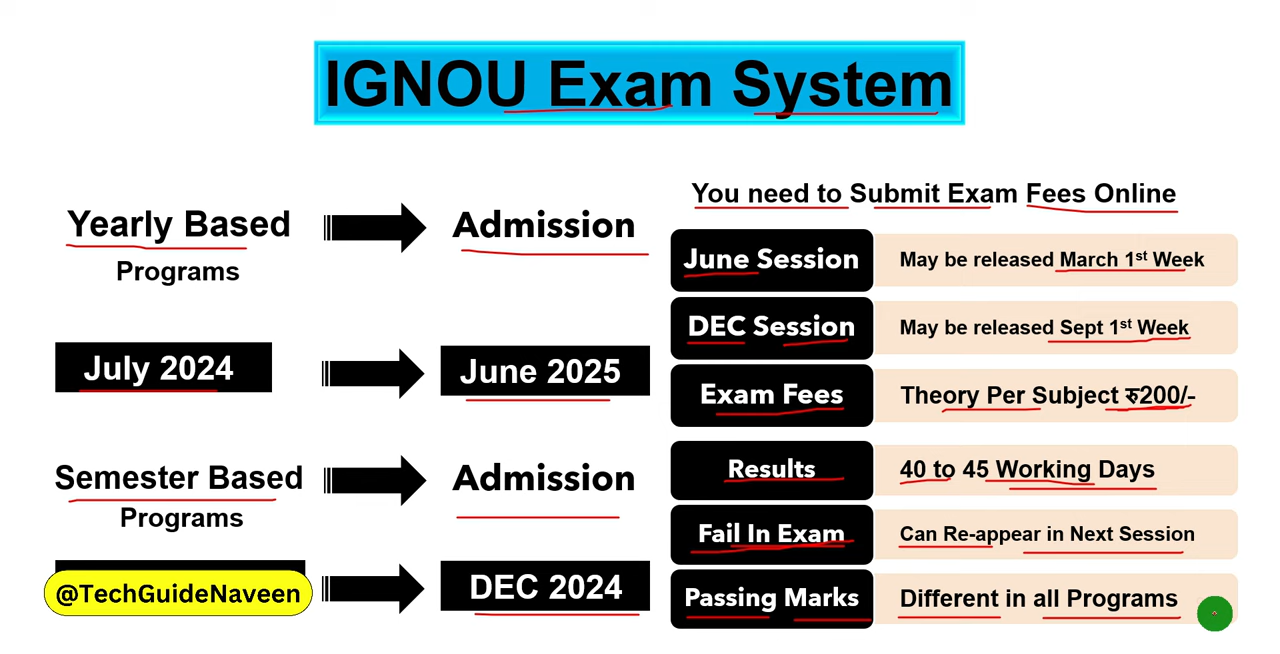 IGNOU Exam System
Yearly Based
Programs
Admission
July 2024
June 2025
Semester Based
Programs
Admission
@TechGuideNaveen
DEC 2024
You need to Submit Exam Fees Online
June Session
May be released March 1st Week
DEC Session
May be released Sept 1st Week
Exam Fees
Theory Per Subject रु200/-
Results
40 to 45 Working Days
Fail In Exam
Can Re-appear in Next Session
Passing Marks
Different in all Programs